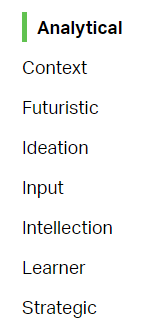 Analytical
Context
Futuristic
Ideation
Input
Intellection
Learner
Strategic